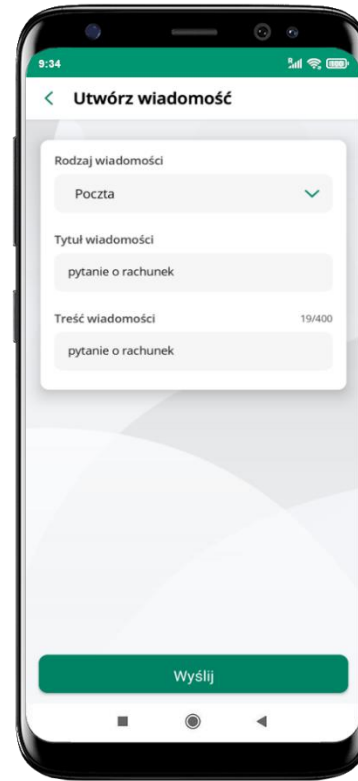 9:34
Utwórz wiadomość
Rodzaj wiadomości
Poczta
Tytuł wiadomości
pytanie o rachunek
Treść wiadomości 19/400
pytanie o rachunek
Wyślij